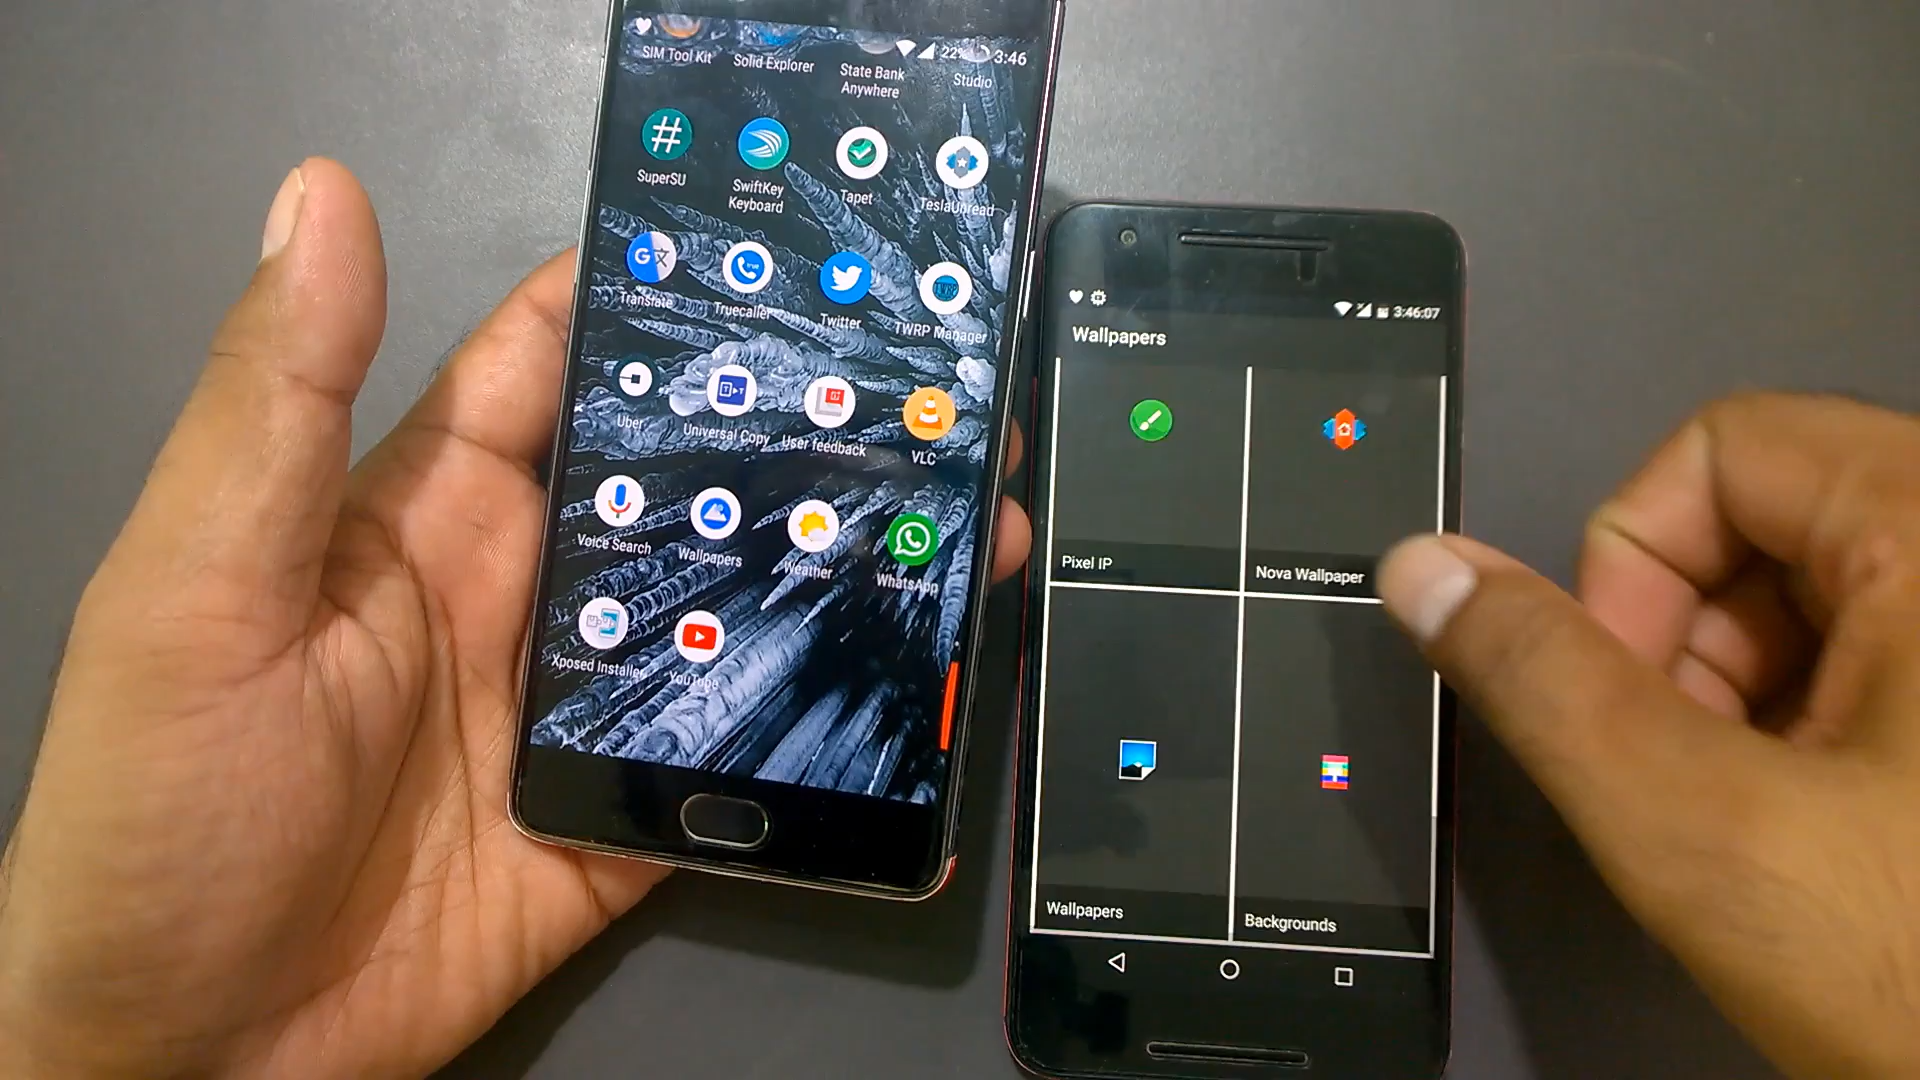 22%
3:46
SIM Tool Kit
Solid Explorer
State Bank
Anywhere
Studio
SuperSU
SwiftKey
Keyboard
Tapet
TeslaUnread
Translate
Truecaller
Twitter
TWRP
TWRP Manager
Uber
Universal Copy
User feedback
VLC
Voice Search
Wallpapers
Weather
WhatsApp
Xposed Installer
YouTube
3:46:07
Wallpapers
Pixel IP
Nova Wallpaper
Wallpapers
Backgrounds